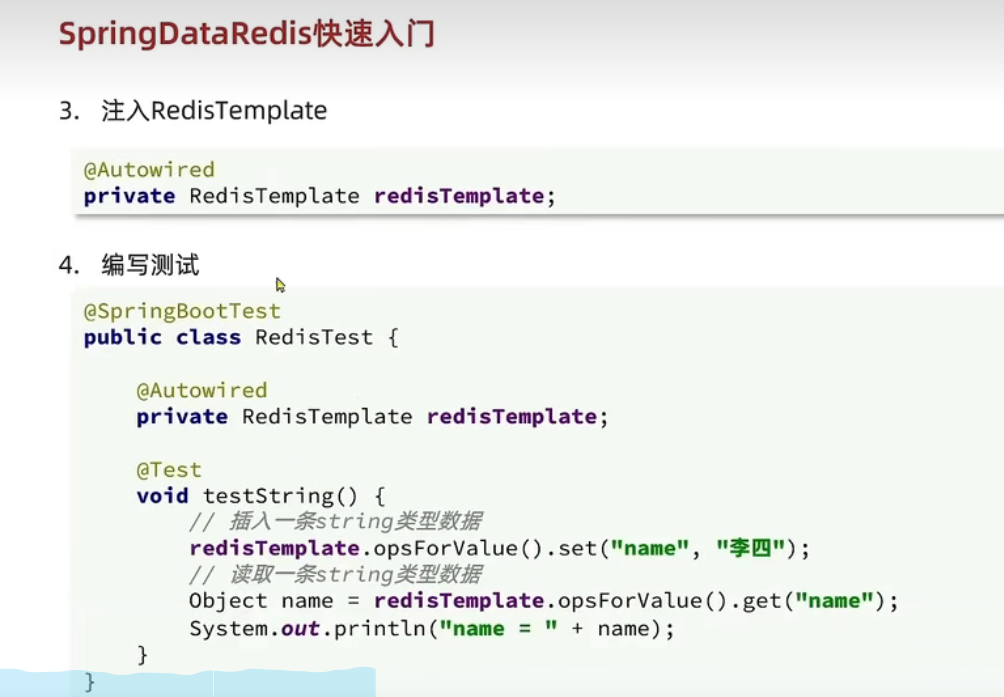 SpringDataRedis快速入门
3. 注入RedisTemplate
@Autowired
private RedisTemplate redisTemplate;
4. 编写测试
@SpringBootTest
public class RedisTest {
@Autowired
private RedisTemplate redisTemplate;
@Test
void testString() {
// 插入一条string类型数据
redisTemplate.opsForValue().set("name", "李四");
// 读取一条string类型数据
Object name = redisTemplate.opsForValue().get("name");
System.out.println("name = " + name);
}
}